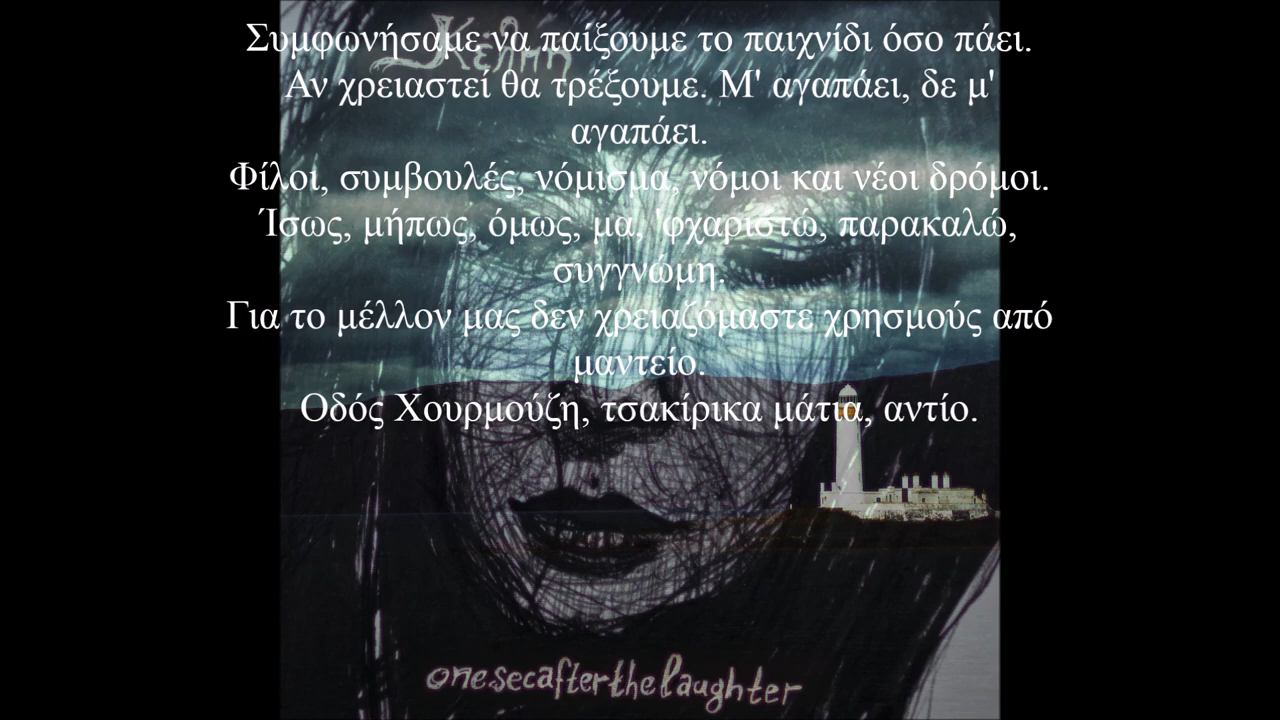 Κελμπ
Συμφωνήσαμε να παίξουμε το παιχνίδι όσο πάει.
Αν χρειαστεί θα τρέξουμε. Μ' αγαπάει, δε μ'
αγαπάει.
Φίλοι, συμβουλές, νόμισμα, νόμοι και νέοι δρόμοι.
Ίσως, μήπως, όμως, μα, 'φχαριστώ, παρακαλώ,
συγγνώμη.
Για το μέλλον μας δεν χρειαζόμαστε χρησμούς από
μαντείο.
Οδός Χουρμούζη, τσακίρικα μάτια, αντίο.
onesecafterthelaughter